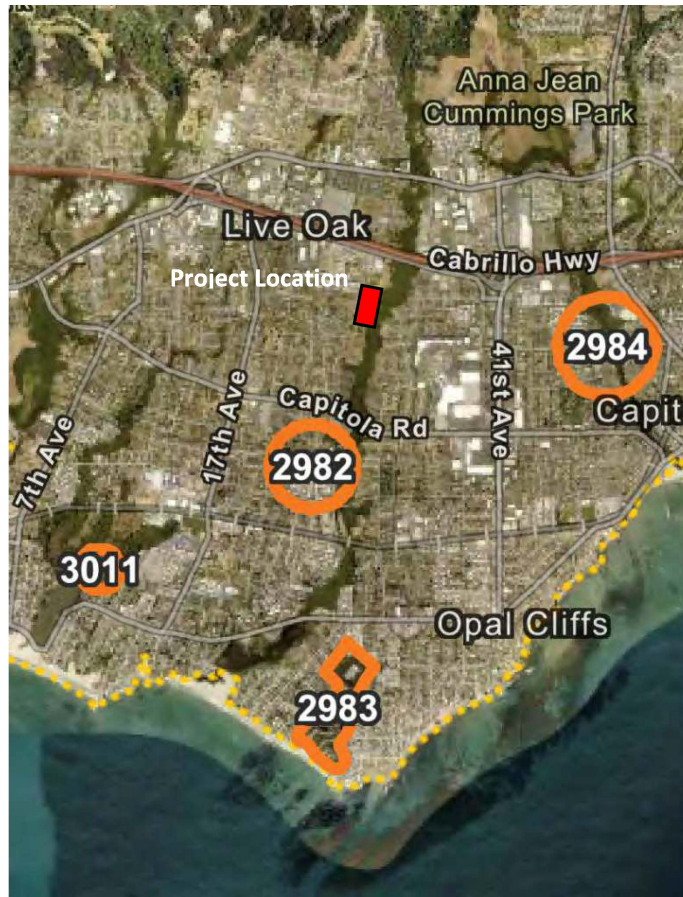 Anna Jean
Cummings Park
Live Oak
Cabrillo Hwy
Project Location
2984
41st Ave
Capit
Capitola Rd
17th Ave
7th Ave
2982
3011
Opal Cliffs
2983